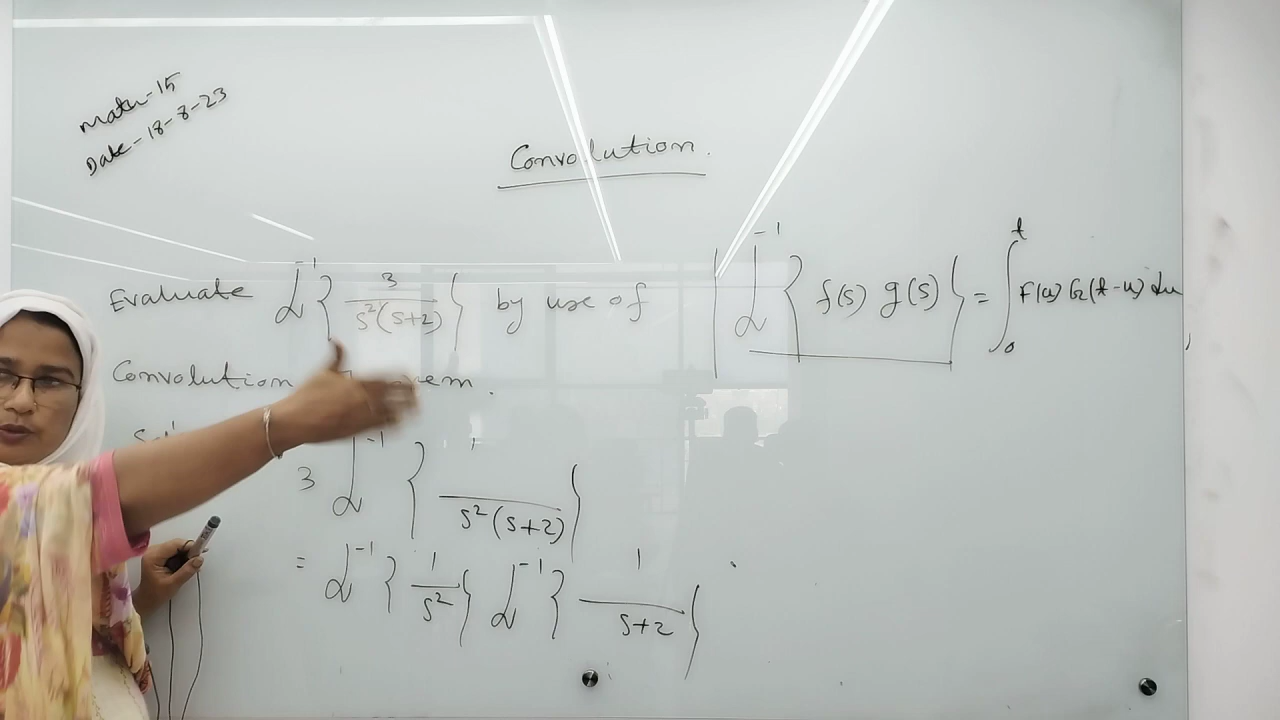 Math-15
Date-18-8-23
Convolution.
Evaluate L⁻¹ { 3 / s²(s+2) } by use of
L⁻¹ { f(s) g(s) } = ∫₀ᵗ F(u) G(t-u) du
Convolution
3 L⁻¹ { 1 / s²(s+2) }
= L⁻¹ { 1 / s² } L⁻¹ { 1 / s+2 }